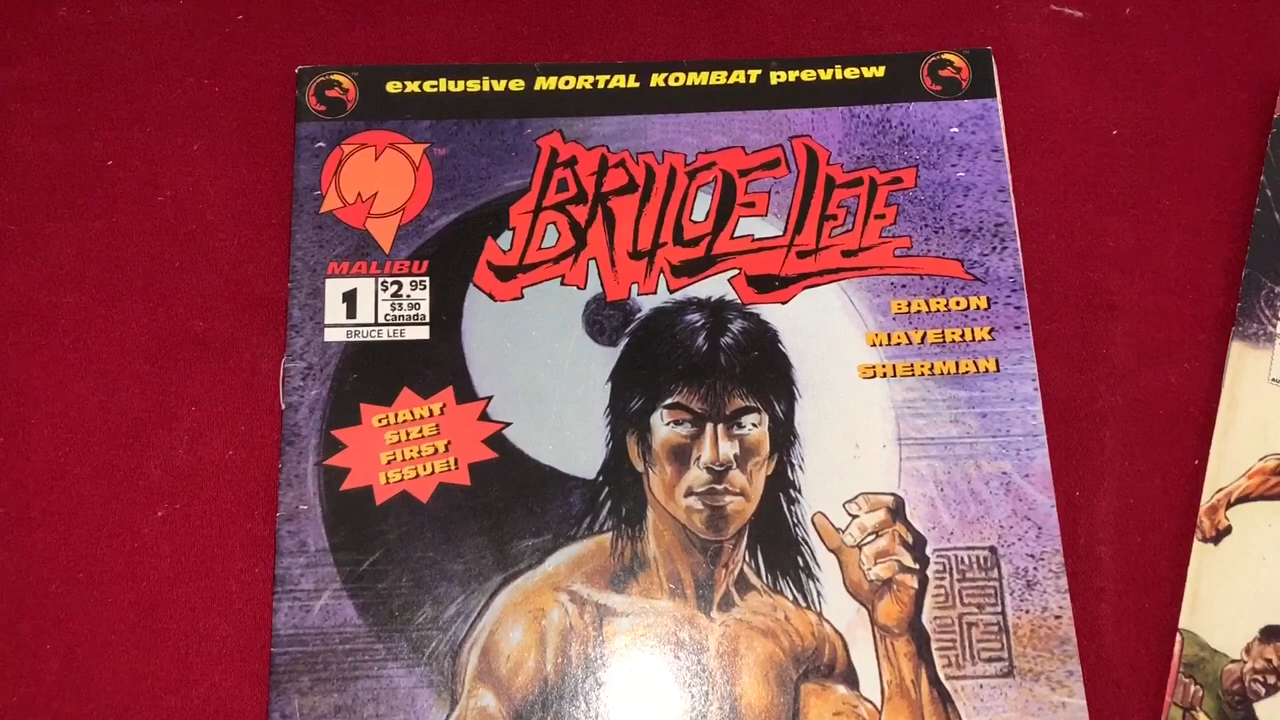 exclusive MORTAL KOMBAT preview
BRUCE LEE
TM
MALIBU
1
$2.95
$3.90
Canada
BRUCE LEE
BARON
MAYERIK
SHERMAN
GIANT
SIZE
FIRST
ISSUE!